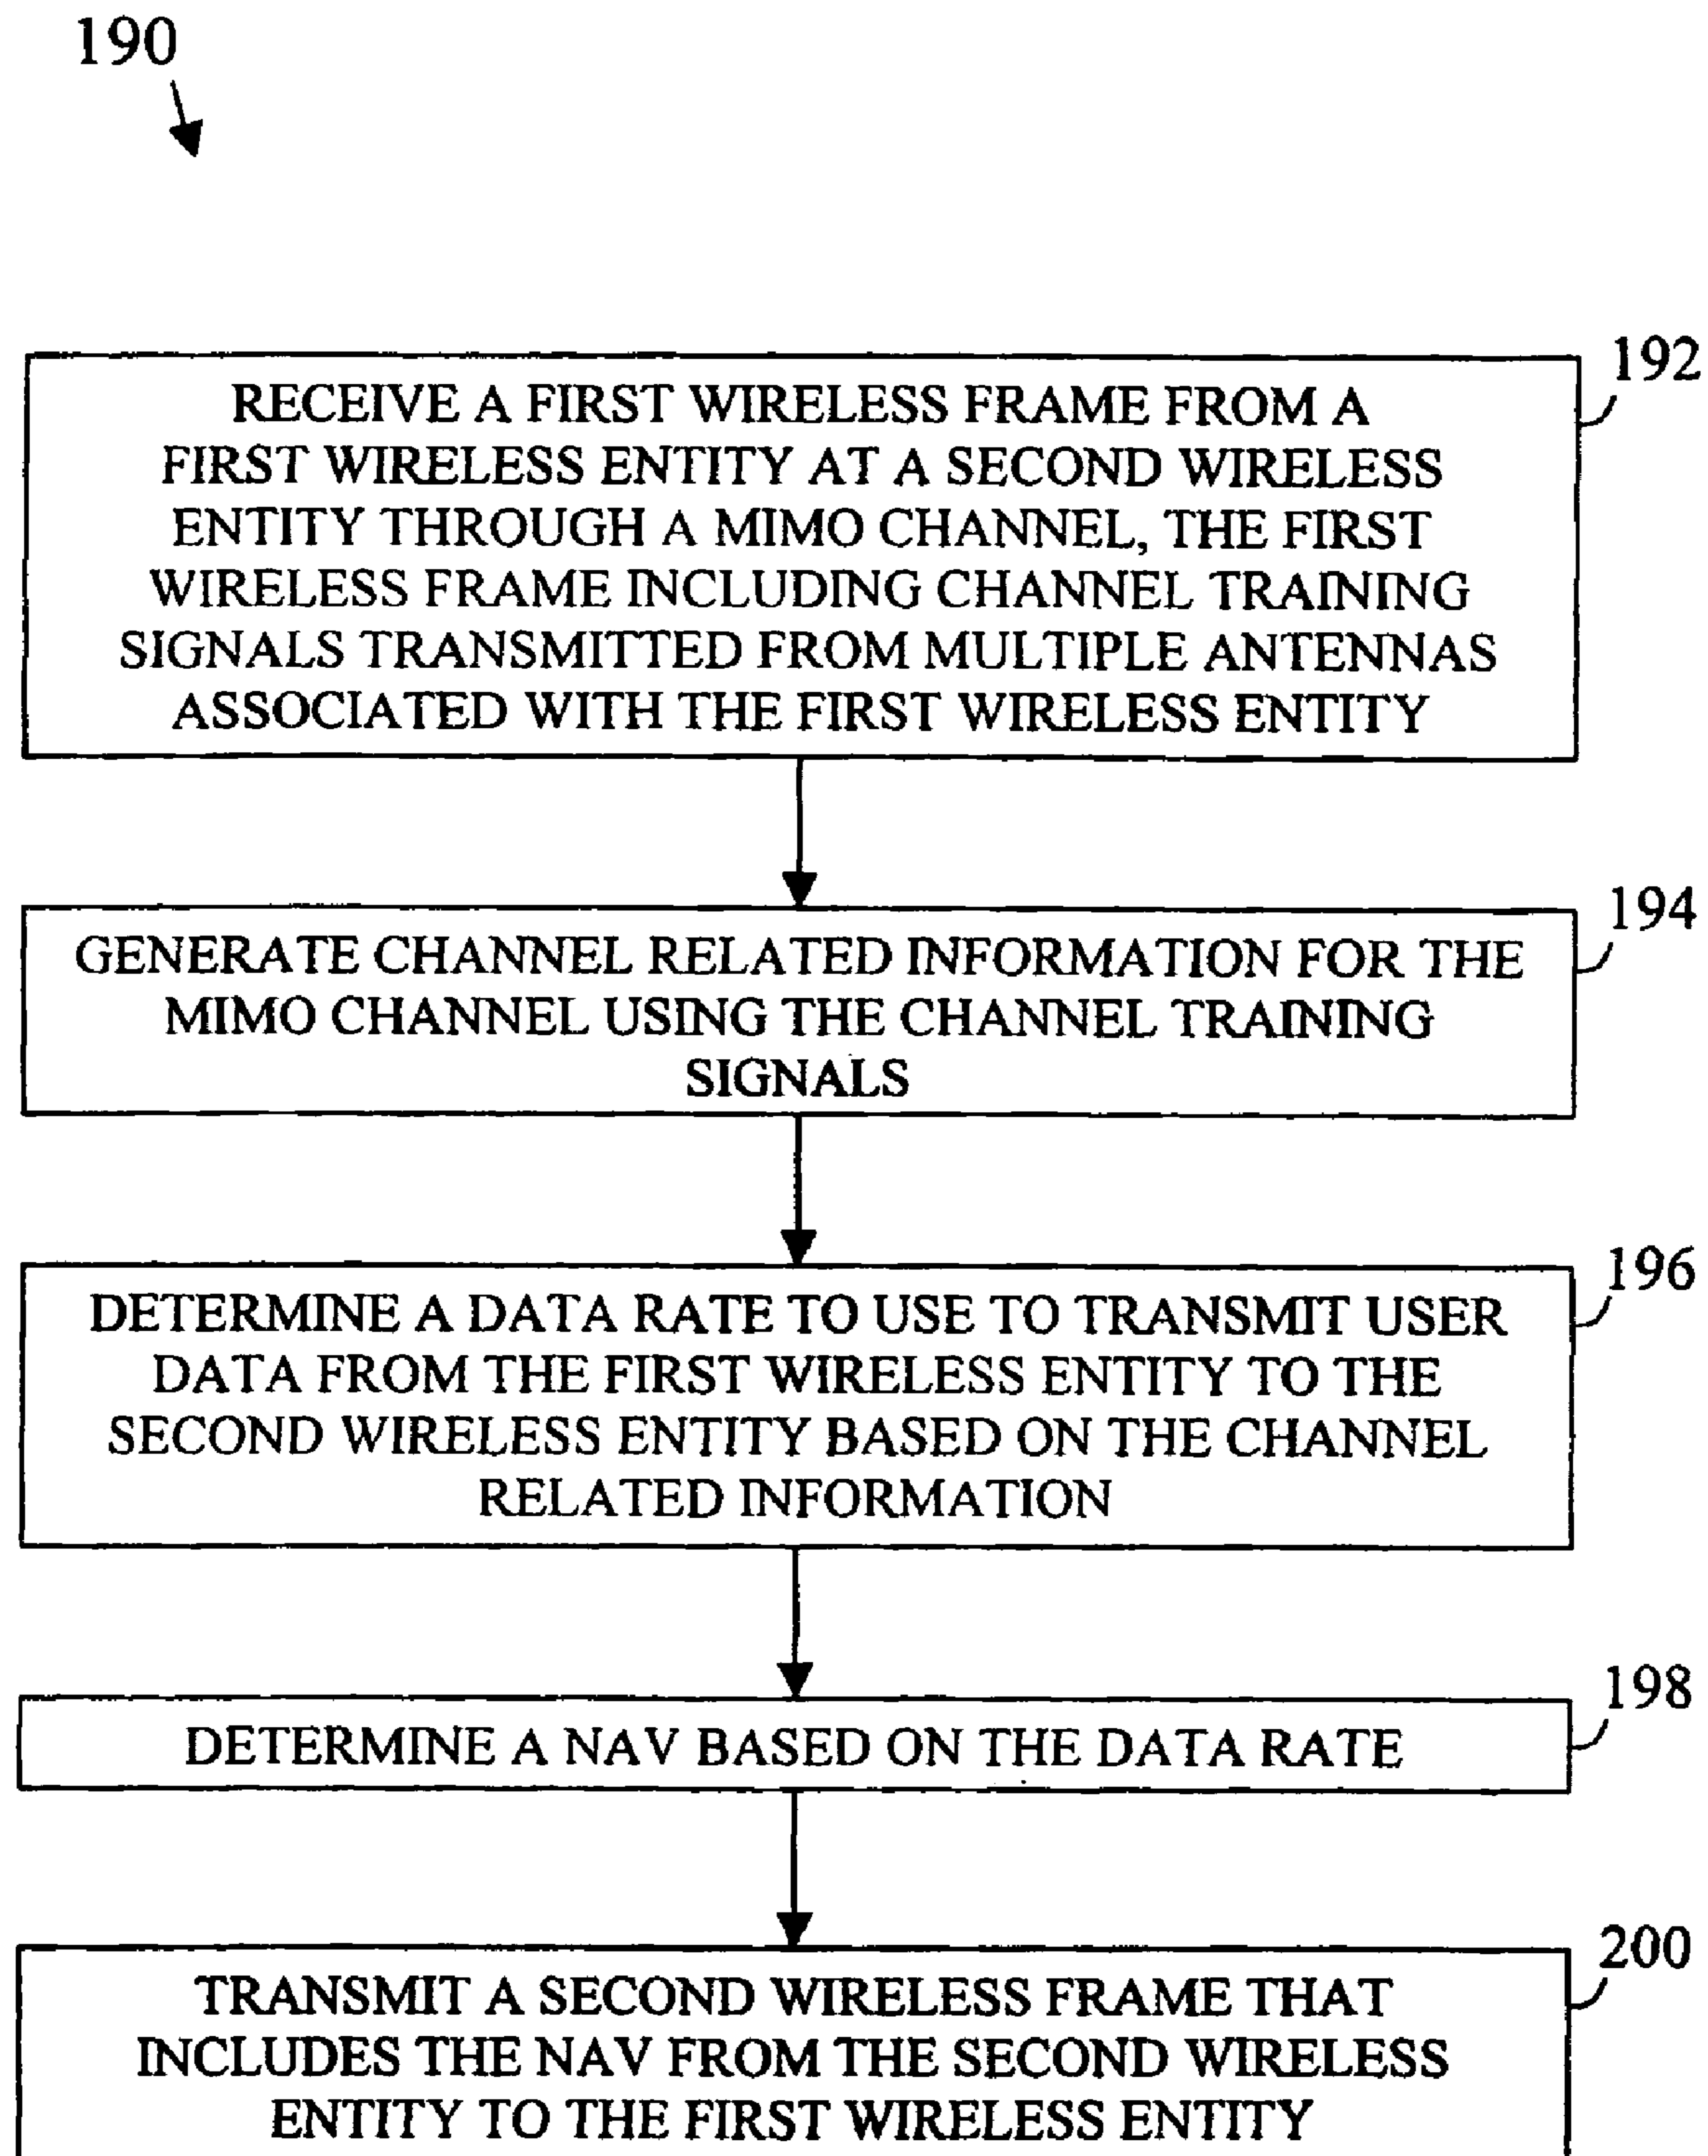 190
192
RECEIVE A FIRST WIRELESS FRAME FROM A
FIRST WIRELESS ENTITY AT A SECOND WIRELESS
ENTITY THROUGH A MIMO CHANNEL, THE FIRST
WIRELESS FRAME INCLUDING CHANNEL TRAINING
SIGNALS TRANSMITTED FROM MULTIPLE ANTENNAS
ASSOCIATED WITH THE FIRST WIRELESS ENTITY
194
GENERATE CHANNEL RELATED INFORMATION FOR THE
MIMO CHANNEL USING THE CHANNEL TRAINING
SIGNALS
196
DETERMINE A DATA RATE TO USE TO TRANSMIT USER
DATA FROM THE FIRST WIRELESS ENTITY TO THE
SECOND WIRELESS ENTITY BASED ON THE CHANNEL
RELATED INFORMATION
198
DETERMINE A NAV BASED ON THE DATA RATE
200
TRANSMIT A SECOND WIRELESS FRAME THAT
INCLUDES THE NAV FROM THE SECOND WIRELESS
ENTITY TO THE FIRST WIRELESS ENTITY